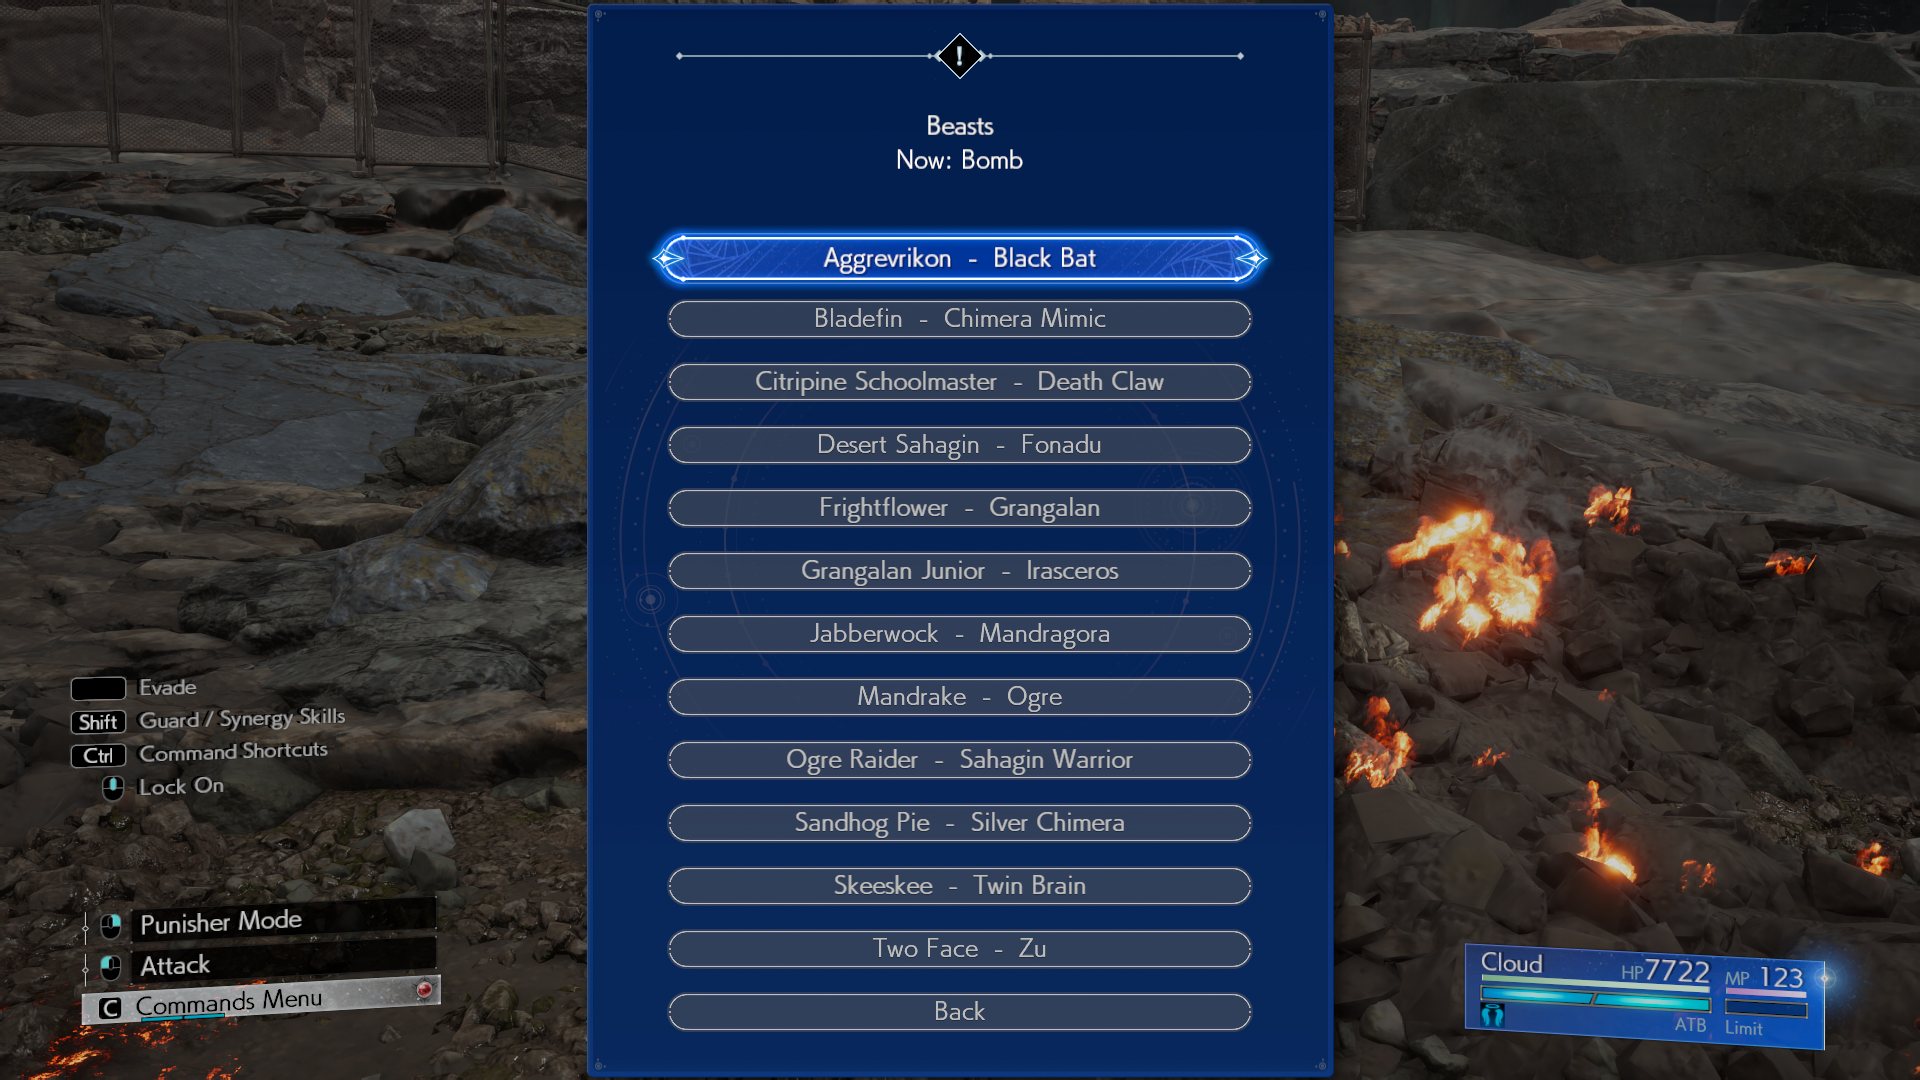 !
Beasts
Now: Bomb
Aggrevrikon - Black Bat
Bladefin - Chimera Mimic
Citripine Schoolmaster - Death Claw
Desert Sahagin - Fonadu
Frightflower - Grangalan
Grangalan Junior - Irasceros
Jabberwock - Mandragora
Mandrake - Ogre
Ogre Raider - Sahagin Warrior
Sandhog Pie - Silver Chimera
Skeeskee - Twin Brain
Two Face - Zu
Back
Evade
Shift Guard / Synergy Skills
Ctrl Command Shortcuts
Lock On
Punisher Mode
Attack
C Commands Menu
Cloud HP 7722 MP 123
ATB Limit